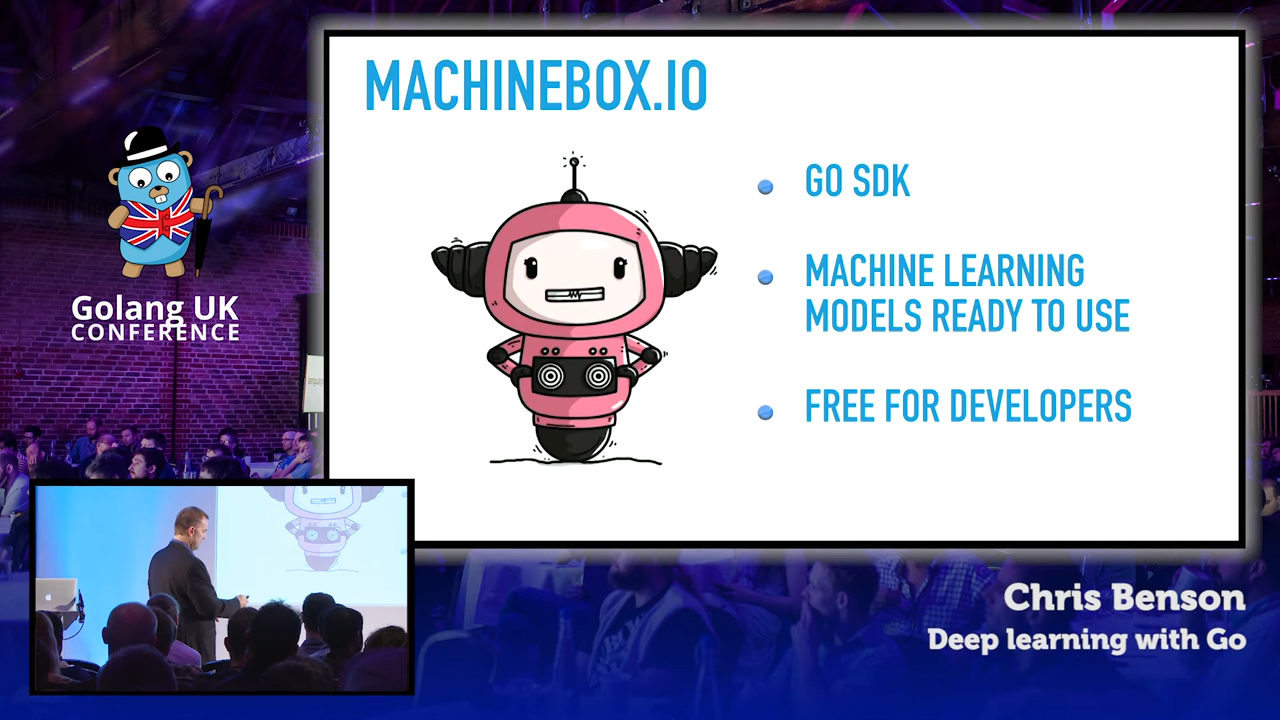 MACHINEBOX.IO
GO SDK
MACHINE LEARNING
MODELS READY TO USE
FREE FOR DEVELOPERS
Golang UK
CONFERENCE
Chris Benson
Deep learning with Go